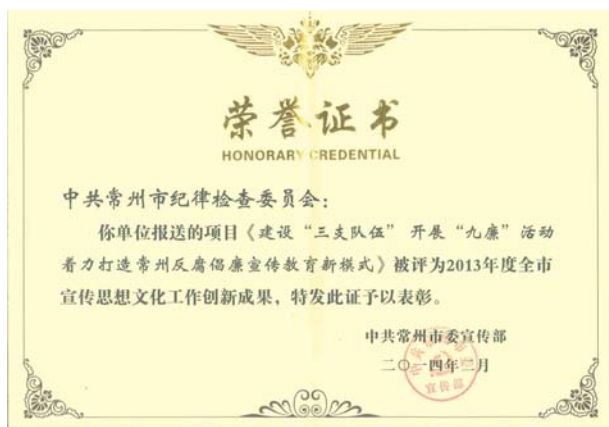 荣誉证书
HONORARY CREDENTIAL
中共常州市纪律检查委员会：
你单位报送的项目《建设“三支队伍” 开展“九廉”活动
着力打造常州反腐倡廉宣传教育新模式》被评为2013年度全市
宣传思想文化工作创新成果，特发此证予以表彰。
中共常州市委宣传部
二〇一四年二月
宣传部